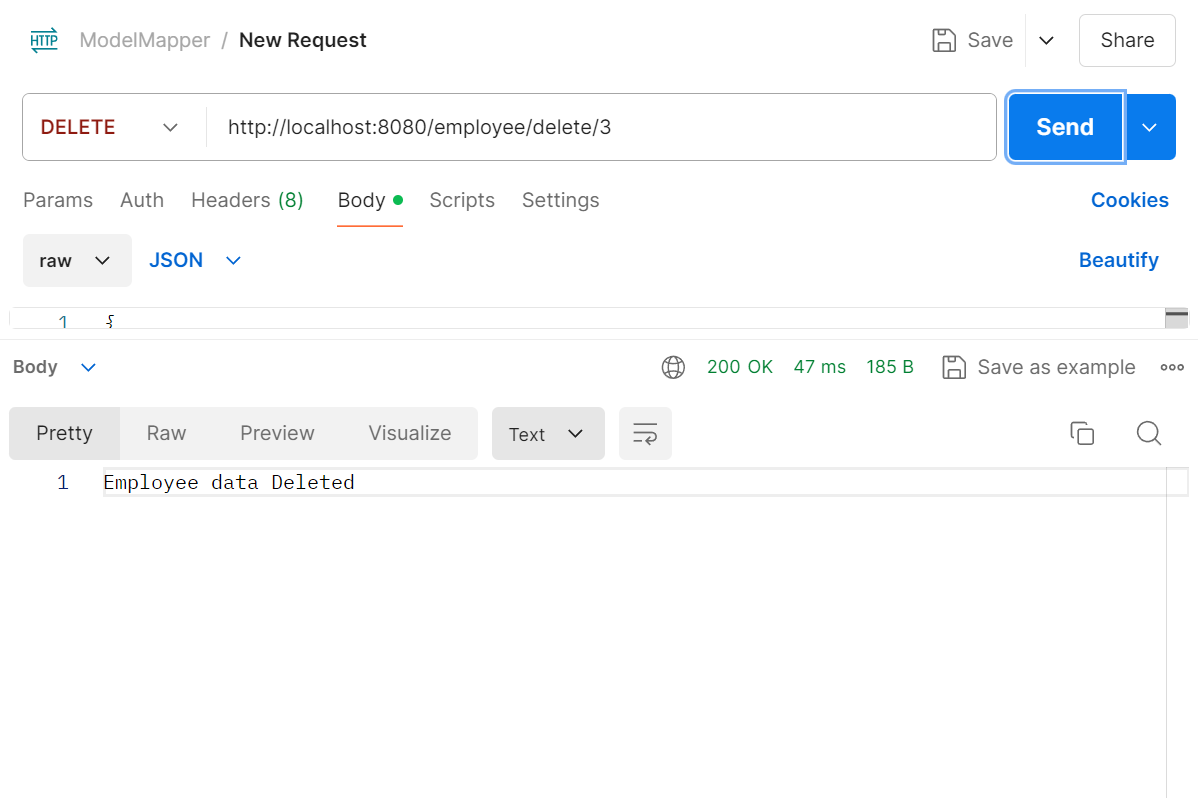 HTTP ModelMapper / New Request Save Share
DELETE http://localhost:8080/employee/delete/3 Send
Params Auth Headers (8) Body Scripts Settings Cookies
raw JSON Beautify
1 {
Body 200 OK 47 ms 185 B Save as example
Pretty Raw Preview Visualize Text
1 Employee data Deleted